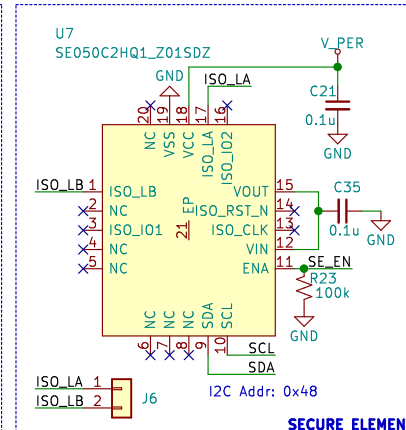 U7
SE050C2HQ1_Z01SDZ
V_PER
GND
ISO_LA
C21
0.1u
GND
20 19 18 17 16
NC VSS VCC ISO_LA ISO_IO2
ISO_LB 1 ISO_LB
2 NC
3 ISO_IO1
4 NC
5 NC
EP
21
VOUT 15
ISO_RST_N 14
ISO_CLK 13
VIN 12
ENA 11
C35
0.1u
GND
SE_EN
R23
100k
GND
NC NC NC SDA SCL
6 7 8 9 10
SCL
SDA
I2C Addr: 0x48
ISO_LA 1
ISO_LB 2
J6
SECURE ELEMEN